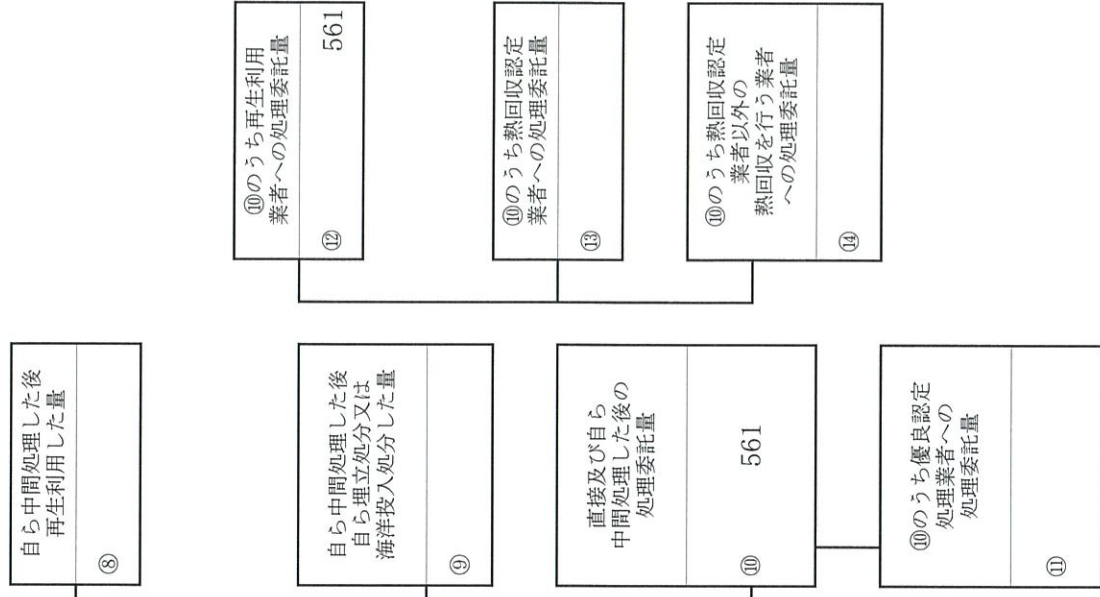 自ら中間処理した後
再生利用した量
⑧
自ら中間処理した後
自ら埋立処分又は
海洋投入処分した量
⑨
直接及び自ら
中間処理した後の
処理委託量
⑩
561
⑩のうち優良認定
処理業者への
処理委託量
⑪
⑩のうち再生利用
業者への処理委託量
⑫
561
⑩のうち熱回収認定
業者への処理委託量
⑬
⑩のうち熱回収認定
業者以外の
熱回収を行う業者
への処理委託量
⑭